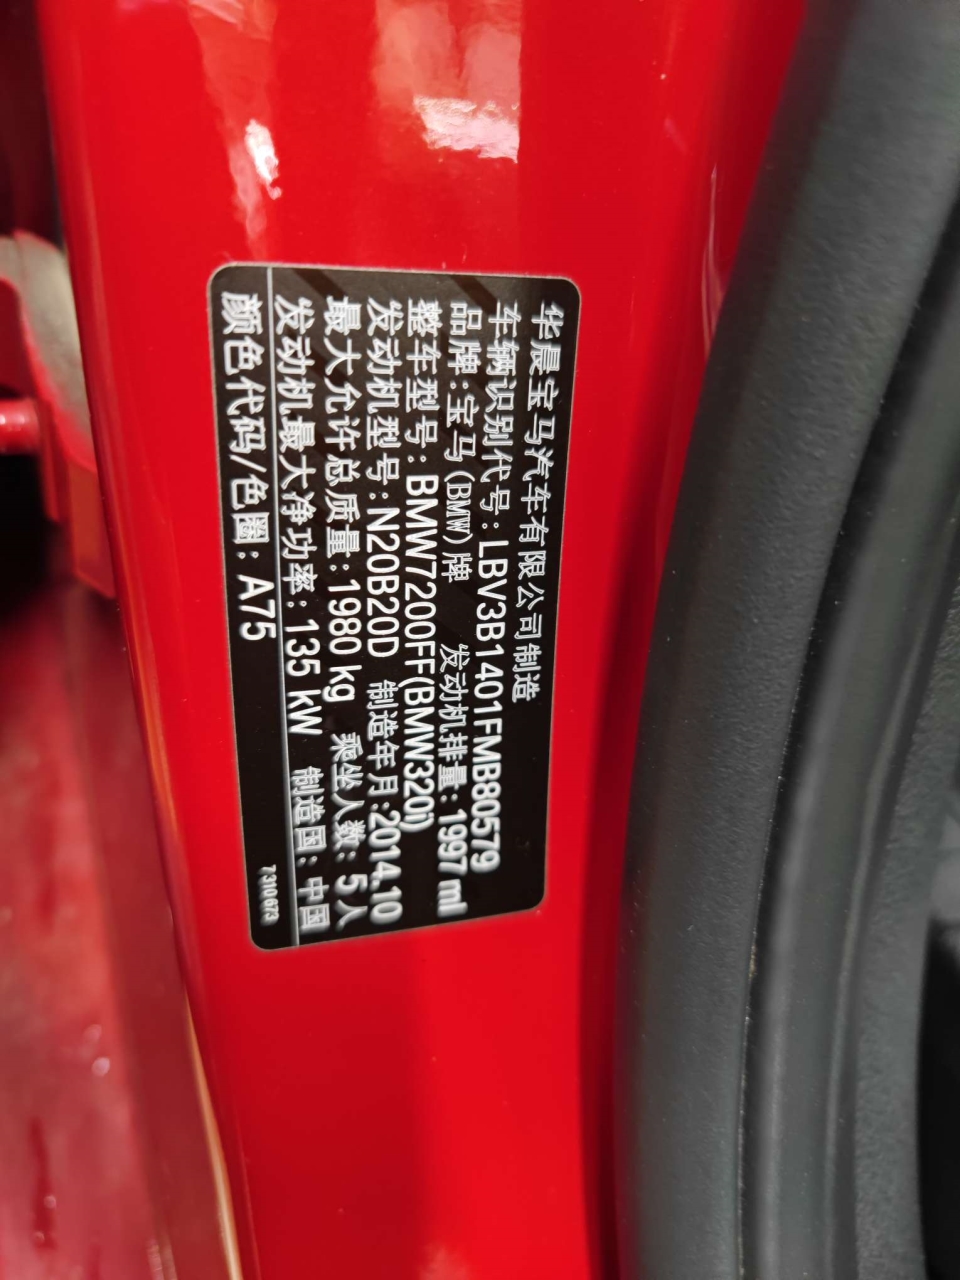 华晨宝马汽车有限公司制造
车辆识别代号:LBV3B1401FMB80579
品牌:宝马(BMW)牌 发动机排量:1997 ml
整车型号:BMW7200FF(BMW320i)
发动机型号:N20B20D 制造年月:2014.10
最大允许总质量:1980 kg 乘坐人数:5人
发动机最大净功率:135 kW 制造国:中国
颜色代码/色圈:A75 7310673